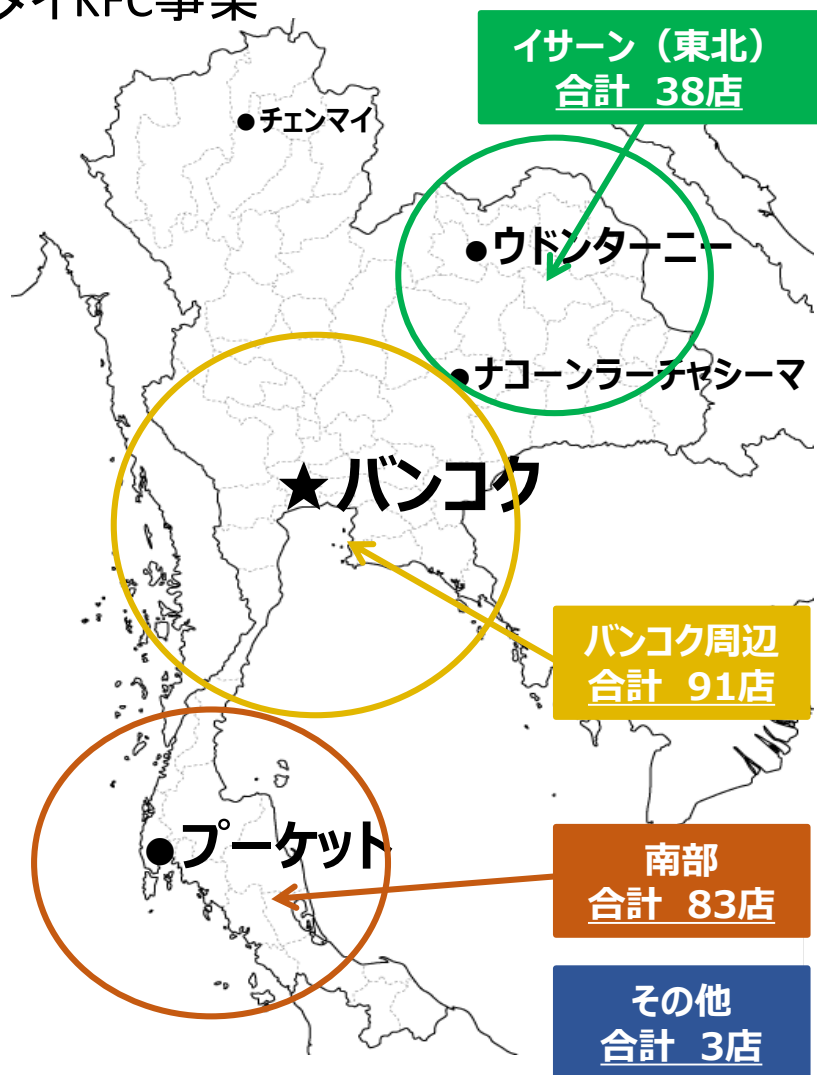 タイKFC事業
イサーン（東北）
合計 38店
●チェンマイ
●ウドンターニー
●ナコーンラーチャシーマ
★バンコク
バンコク周辺
合計 91店
●プーケット
南部
合計 83店
その他
合計 3店